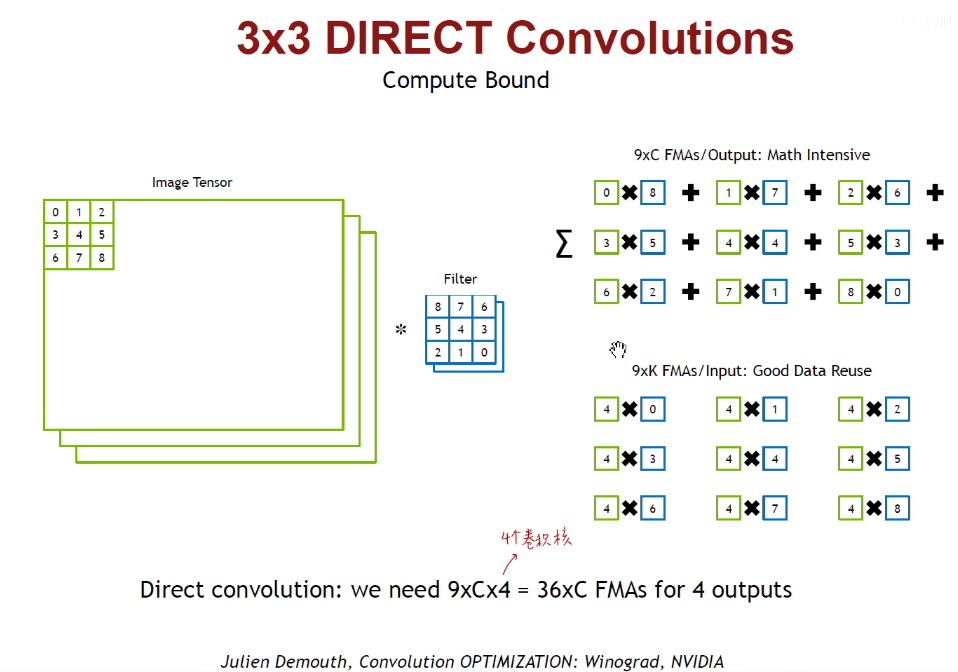 3x3 DIRECT Convolutions
Compute Bound
Image Tensor
0 1 2
3 4 5
6 7 8
*
Filter
8 7 6
5 4 3
2 1 0
9xC FMAs/Output: Math Intensive
0 ✖ 8 ✚ 1 ✖ 7 ✚ 2 ✖ 6 ✚
∑ 3 ✖ 5 ✚ 4 ✖ 4 ✚ 5 ✖ 3 ✚
6 ✖ 2 ✚ 7 ✖ 1 ✚ 8 ✖ 0
9xK FMAs/Input: Good Data Reuse
4 ✖ 0 4 ✖ 1 4 ✖ 2
4 ✖ 3 4 ✖ 4 4 ✖ 5
4 ✖ 6 4 ✖ 7 4 ✖ 8
4个卷积核
Direct convolution: we need 9xCx4 = 36xC FMAs for 4 outputs
Julien Demouth, Convolution OPTIMIZATION: Winograd, NVIDIA